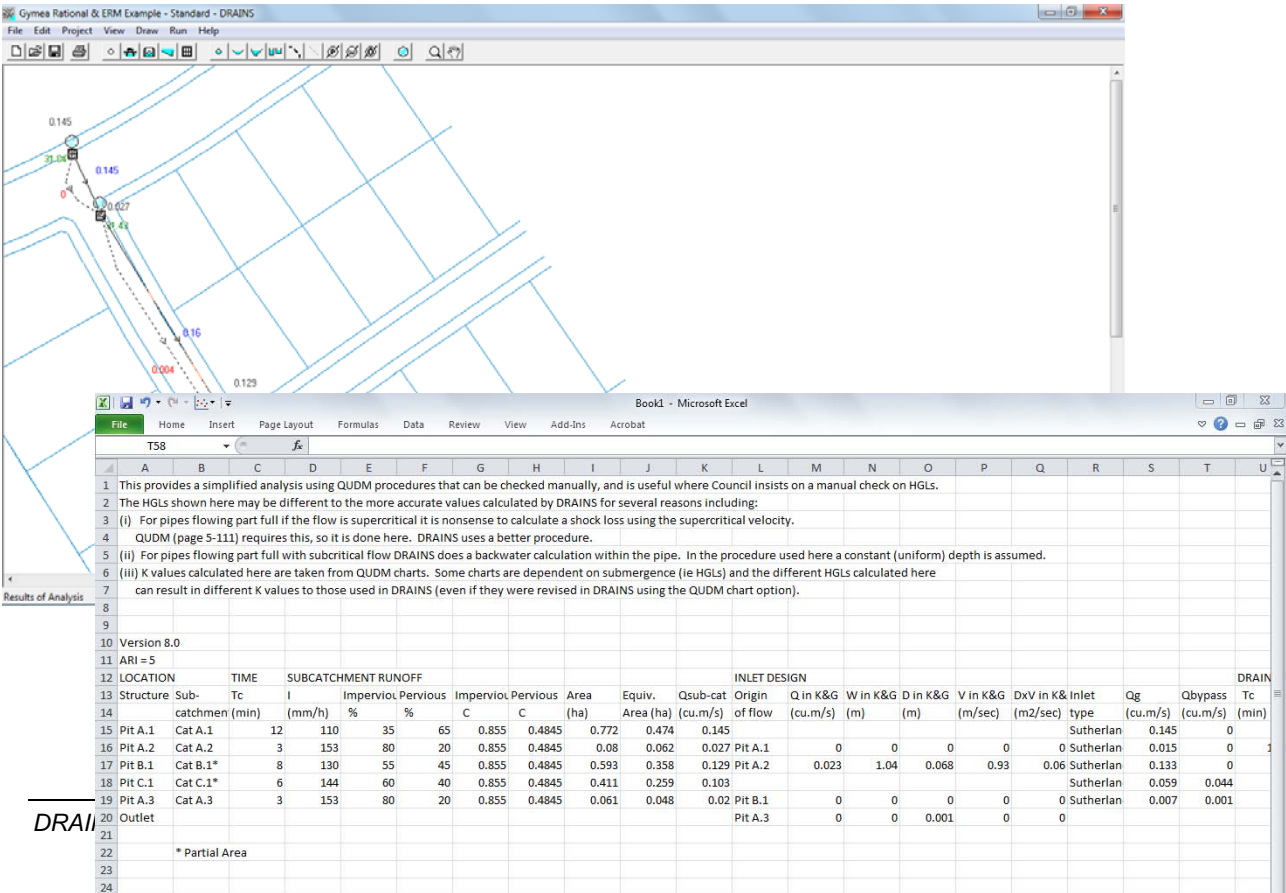 Gymea Rational & ERM Example - Standard - DRAINS
File Edit Project View Draw Run Help
0.145
31.84
0.145
0
0.027
31.43
0.16
0.004
0.129
Results of Analysis
Book1 - Microsoft Excel
File Home Insert Page Layout Formulas Data Review View Add-Ins Acrobat
T58 fx
A B C D E F G H I J K L M N O P Q R S T U
1 This provides a simplified analysis using QUDM procedures that can be checked manually, and is useful where Council insists on a manual check on HGLs.
2 The HGLs shown here may be different to the more accurate values calculated by DRAINS for several reasons including:
3 (i) For pipes flowing part full if the flow is supercritical it is nonsense to calculate a shock loss using the supercritical velocity.
4 QUDM (page 5-111) requires this, so it is done here. DRAINS uses a better procedure.
5 (ii) For pipes flowing part full with subcritical flow DRAINS does a backwater calculation within the pipe. In the procedure used here a constant (uniform) depth is assumed.
6 (iii) K values calculated here are taken from QUDM charts. Some charts are dependent on submergence (ie HGLs) and the different HGLs calculated here
7 can result in different K values to those used in DRAINS (even if they were revised in DRAINS using the QUDM chart option).
8
9
10 Version 8.0
11 ARI = 5
12 LOCATION TIME SUBCATCHMENT RUNOFF INLET DESIGN DRAIN
13 Structure Sub- Tc I Imperviou Pervious Imperviou Pervious Area Equiv. Qsub-cat Origin Q in K&G W in K&G D in K&G V in K&G DxV in K& Inlet Qg Qbypass Tc
14 catchmen (min) (mm/h) % % C C (ha) Area (ha) (cu.m/s) of flow (cu.m/s) (m) (m) (m/sec) (m2/sec) type (cu.m/s) (cu.m/s) (min)
15 Pit A.1 Cat A.1 12 110 35 65 0.855 0.4845 0.772 0.474 0.145 Sutherlan 0.145 0
16 Pit A.2 Cat A.2 3 153 80 20 0.855 0.4845 0.08 0.062 0.027 Pit A.1 0 0 0 0 0 Sutherlan 0.015 0 1
17 Pit B.1 Cat B.1* 8 130 55 45 0.855 0.4845 0.593 0.358 0.129 Pit A.2 0.023 1.04 0.068 0.93 0.06 Sutherlan 0.133 0
18 Pit C.1 Cat C.1* 6 144 60 40 0.855 0.4845 0.411 0.259 0.103 Sutherlan 0.059 0.044
19 Pit A.3 Cat A.3 3 153 80 20 0.855 0.4845 0.061 0.048 0.02 Pit B.1 0 0 0 0 0 Sutherlan 0.007 0.001
20 Outlet Pit A.3 0 0 0.001 0 0
DRAI
21
22 * Partial Area
23
24